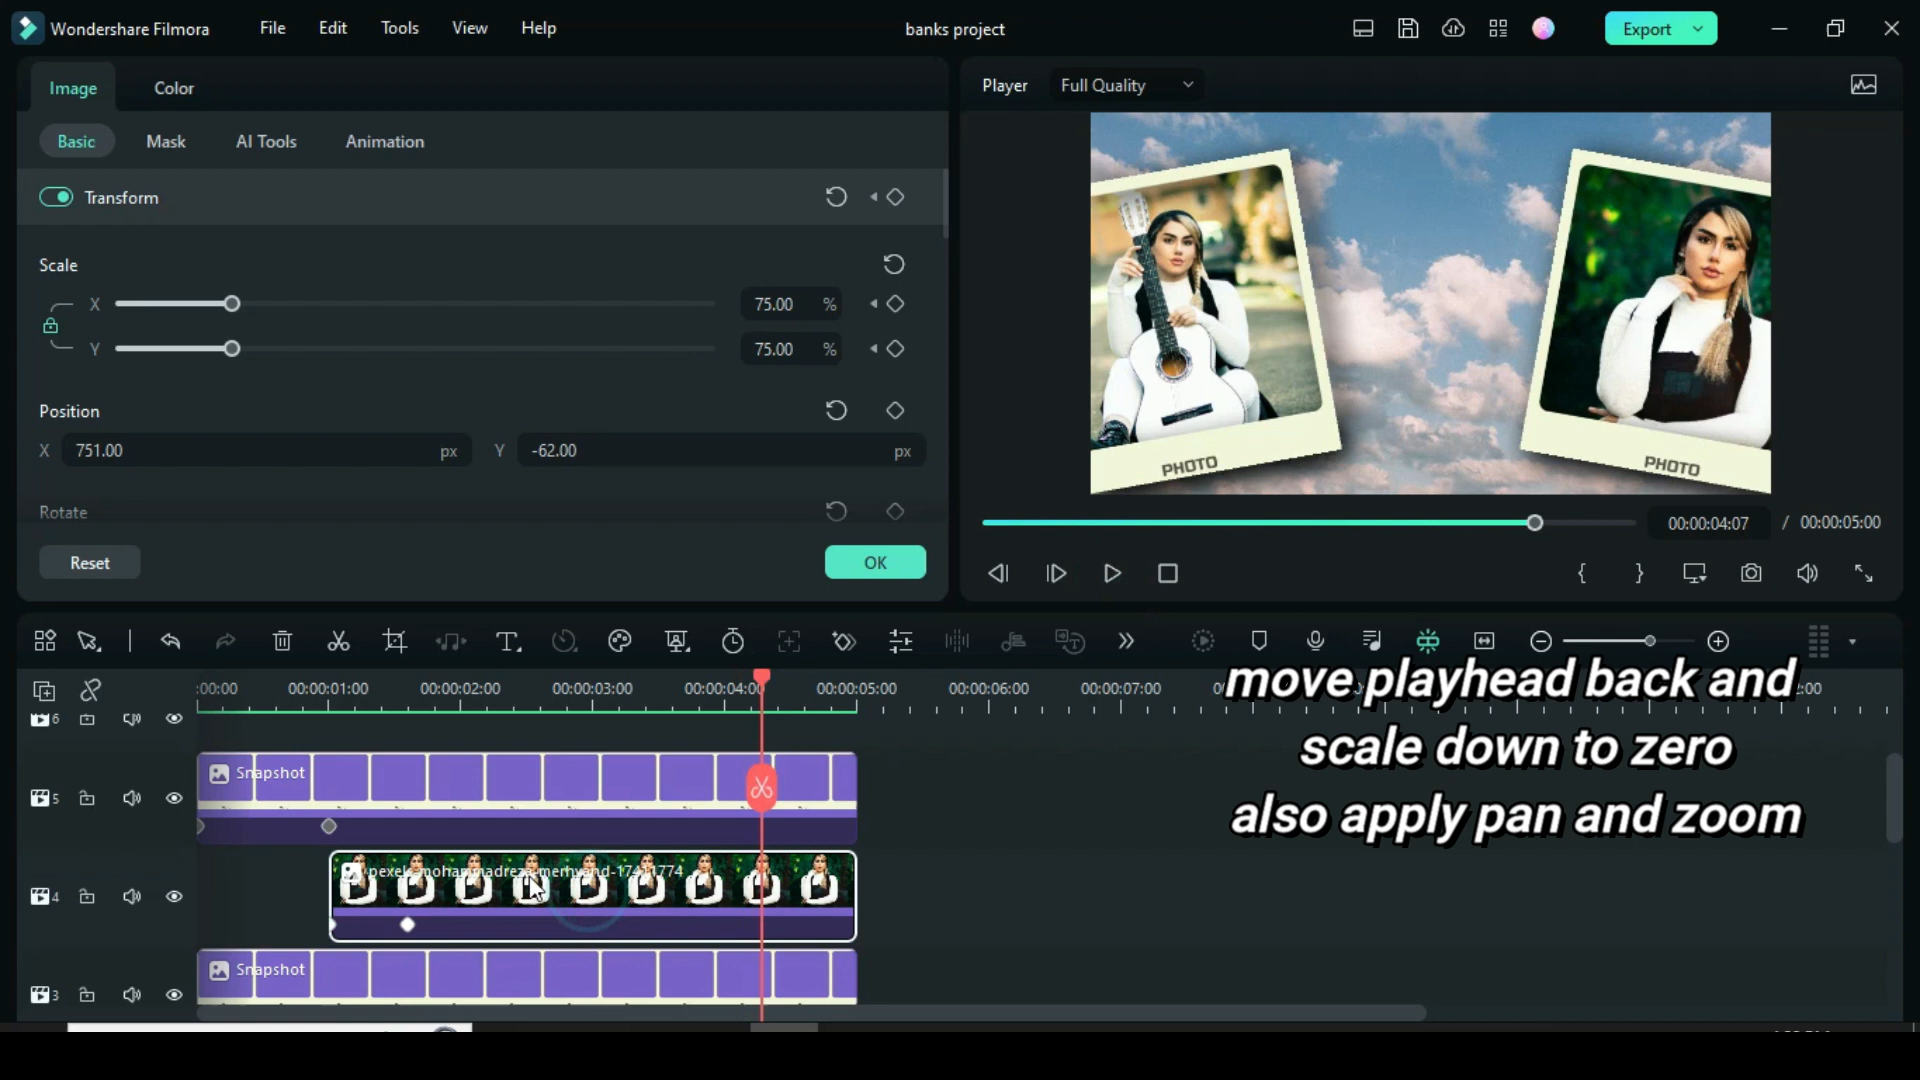 Wondershare Filmora File Edit Tools View Help banks project Export
Image Color
Player Full Quality
Basic Mask AI Tools Animation
Transform
Scale
X 75.00 %
Y 75.00 %
Position
X 751.00 px Y -62.00 px
Rotate
Reset OK
PHOTO PHOTO
00:00:04:07 / 00:00:05:00
:00:00 00:00:01:00 00:00:02:00 00:00:03:00 00:00:04:00 00:00:05:00 00:00:06:00 00:00:07:00
move playhead back and
scale down to zero
also apply pan and zoom
6
Snapshot
5
4
Snapshot
3